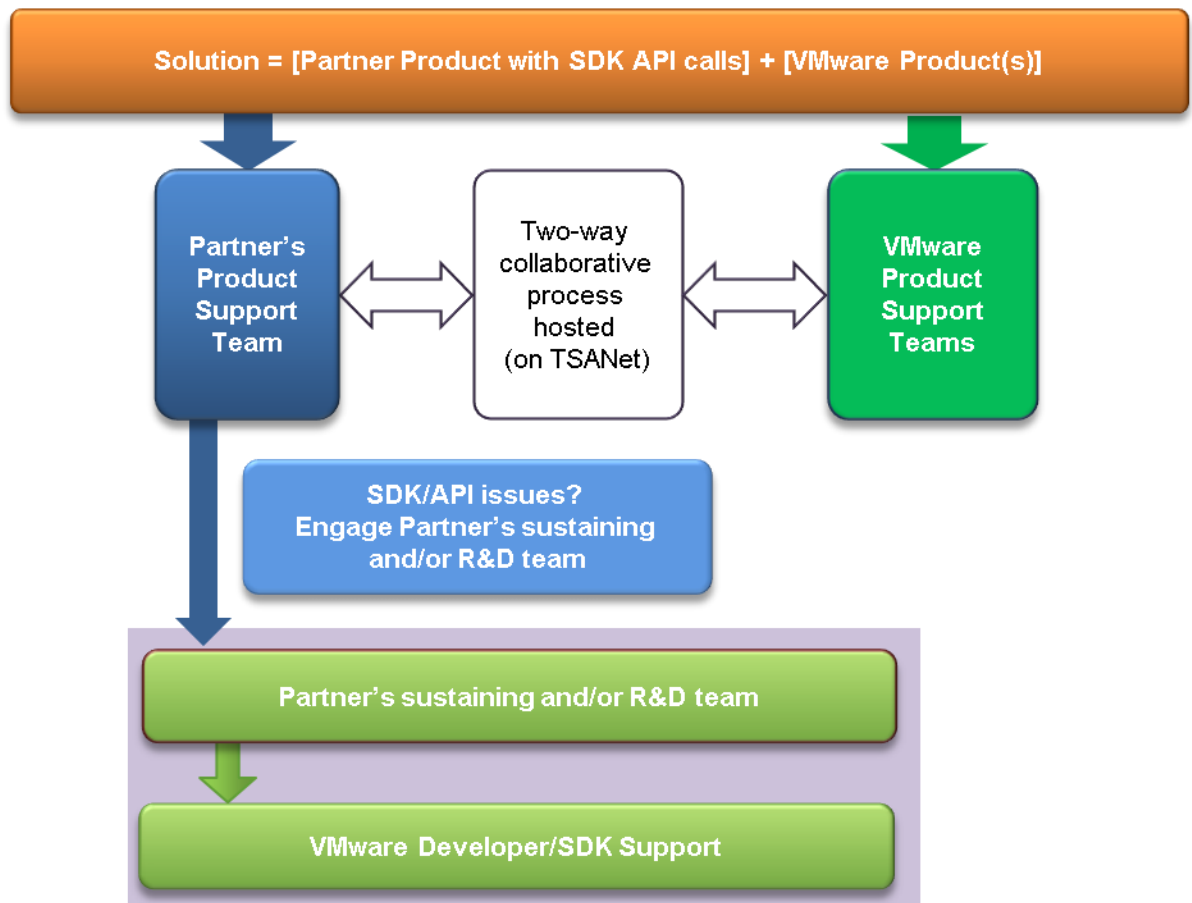 Solution = [Partner Product with SDK API calls] + [VMware Product(s)]
Partner’s
Product
Support
Team
Two-way
collaborative
process
hosted
(on TSANet)
VMware
Product
Support
Teams
SDK/API issues?
Engage Partner’s sustaining
and/or R&D team
Partner’s sustaining and/or R&D team
VMware Developer/SDK Support